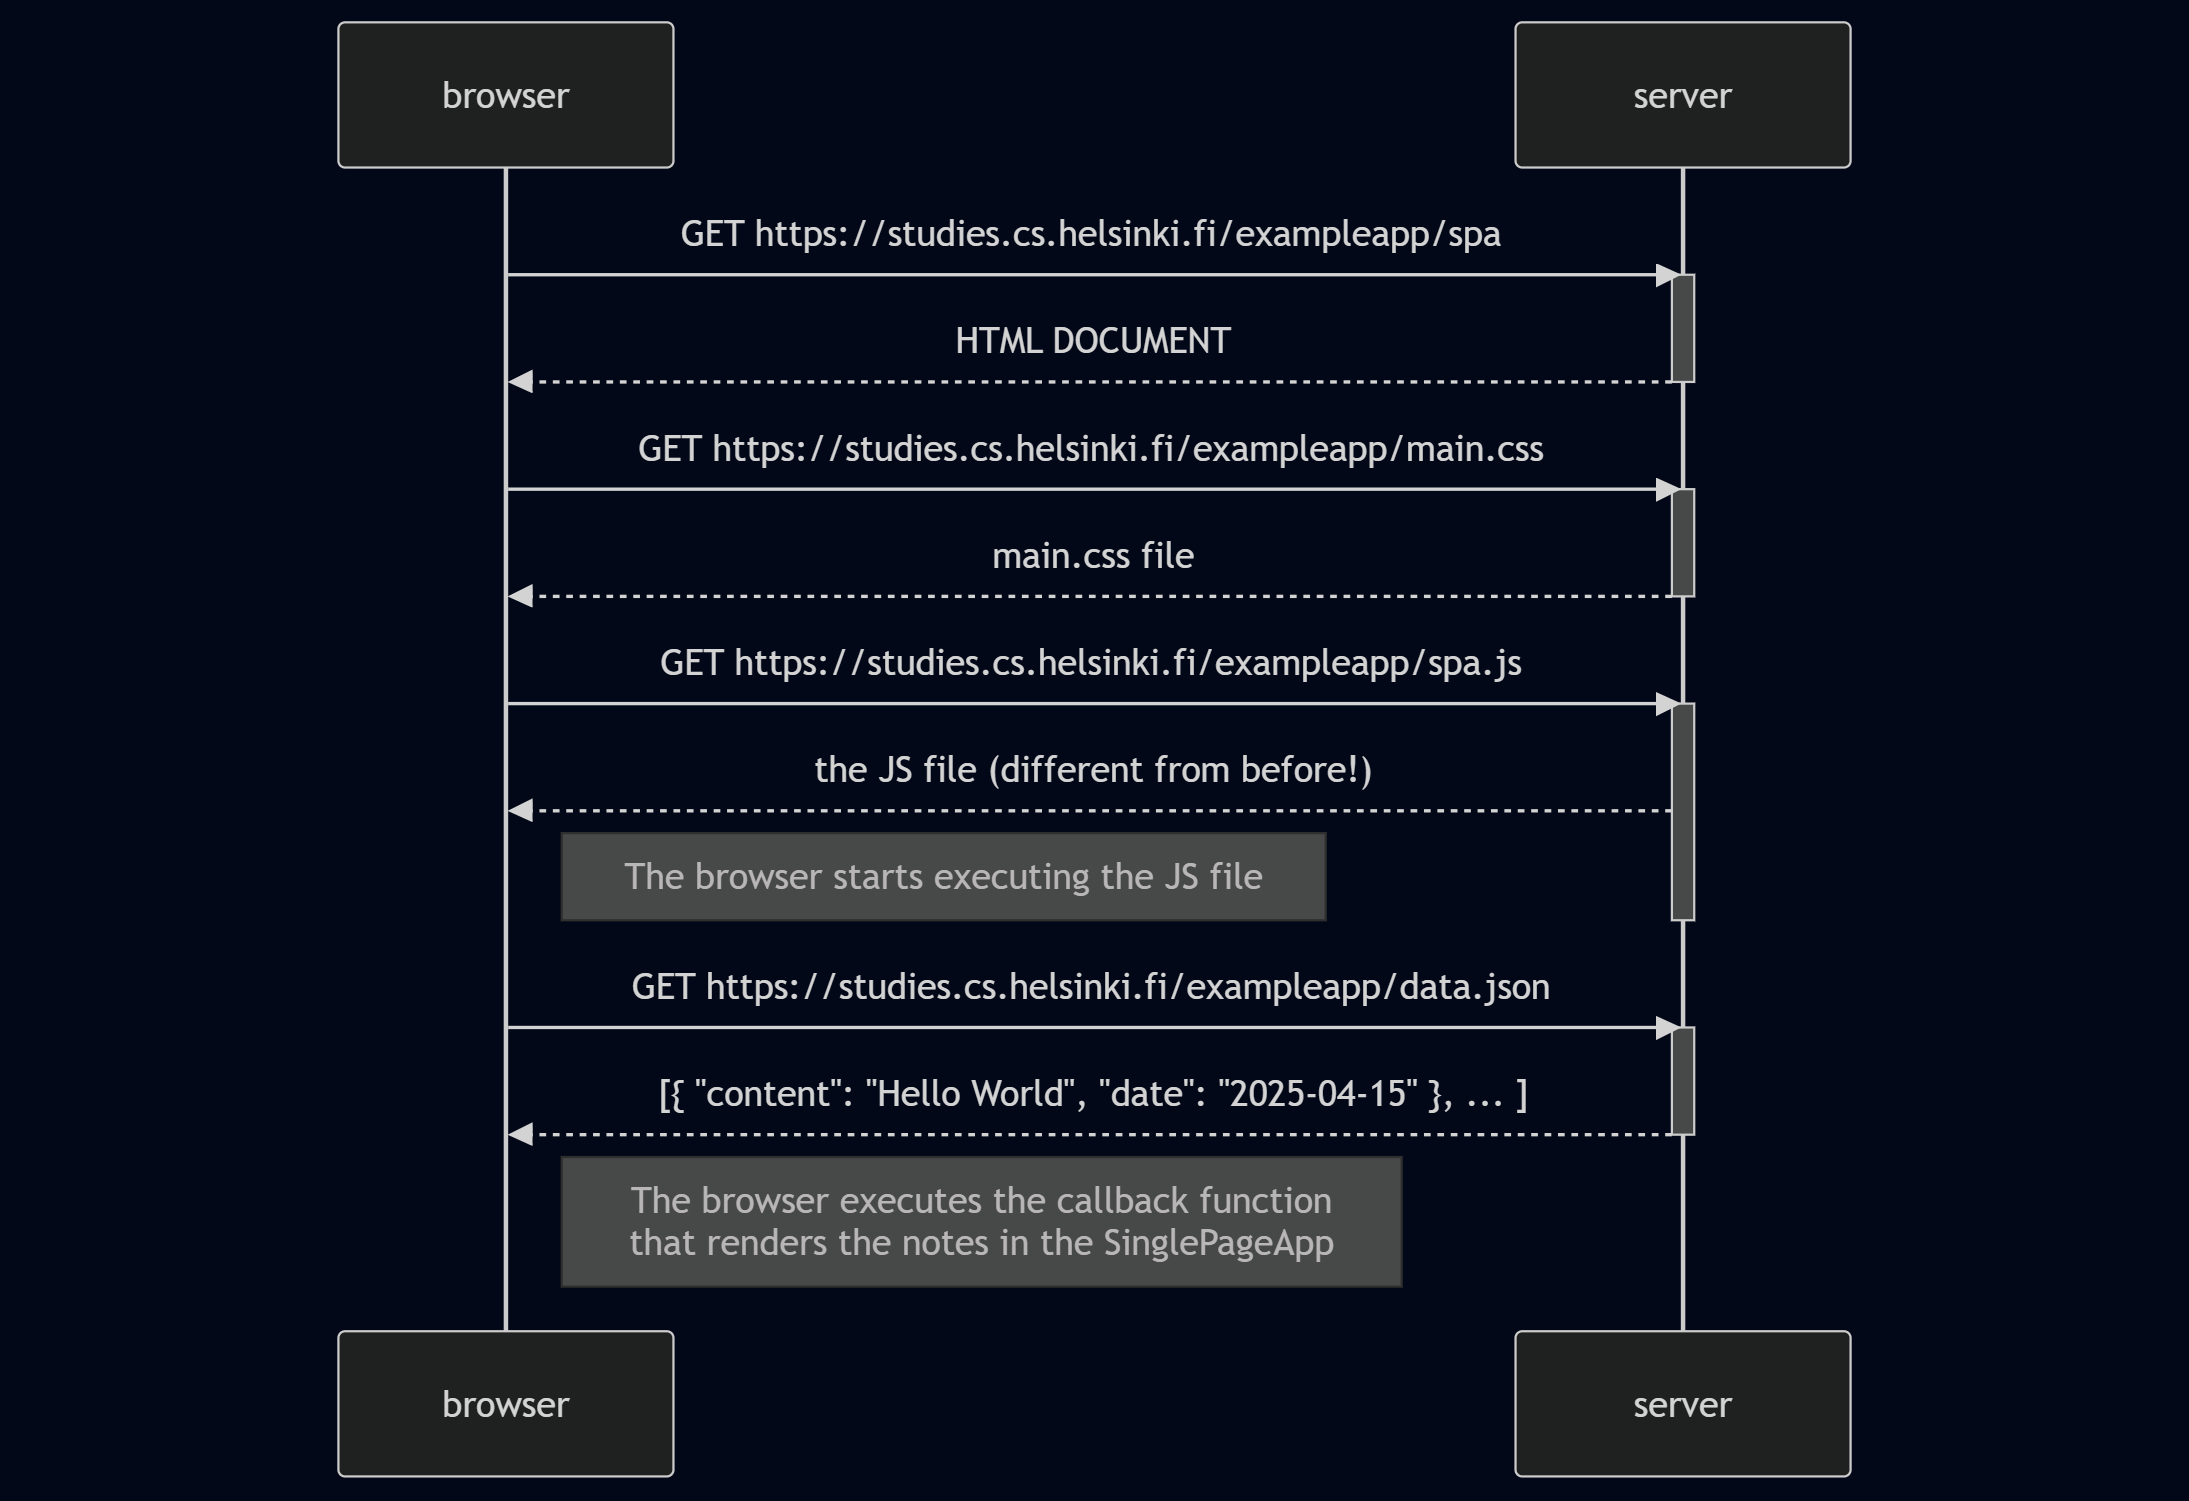 browser
server
GET https://studies.cs.helsinki.fi/exampleapp/spa
HTML DOCUMENT
GET https://studies.cs.helsinki.fi/exampleapp/main.css
main.css file
GET https://studies.cs.helsinki.fi/exampleapp/spa.js
the JS file (different from before!)
The browser starts executing the JS file
GET https://studies.cs.helsinki.fi/exampleapp/data.json
[{ "content": "Hello World", "date": "2025-04-15" }, ... ]
The browser executes the callback function
that renders the notes in the SinglePageApp
browser
server